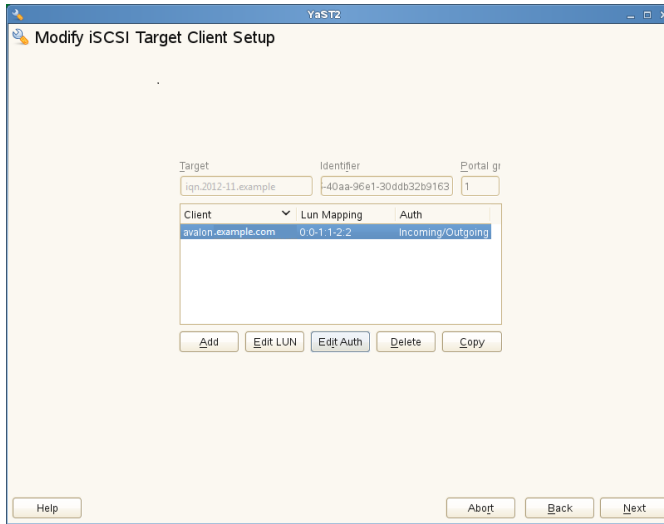 YaST2
Modify iSCSI Target Client Setup
Target Identifier Portal gr
iqn.2012-11.example -40aa-96e1-30ddb32b9163 1
Client Lun Mapping Auth
avalon.example.com 0:0-1:1-2:2 Incoming/Outgoing
Add Edit LUN Edit Auth Delete Copy
Help Abort Back Next